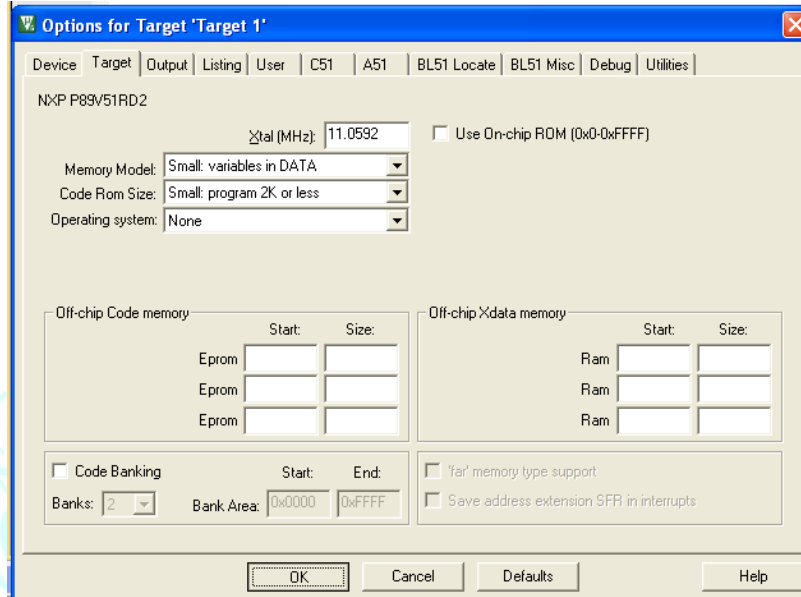 Options for Target 'Target 1'
Device Target Output Listing User C51 A51 BL51 Locate BL51 Misc Debug Utilities
NXP P89V51RD2
Xtal (MHz): 11.0592 Use On-chip ROM (0x0-0xFFFF)
Memory Model: Small: variables in DATA
Code Rom Size: Small: program 2K or less
Operating system: None
Off-chip Code memory Off-chip Xdata memory
Start: Size: Start: Size:
Eprom Ram
Eprom Ram
Eprom Ram
Code Banking Start: End: 'far' memory type support
Banks: 2 Bank Area: 0x0000 0xFFFF Save address extension SFR in interrupts
OK Cancel Defaults Help